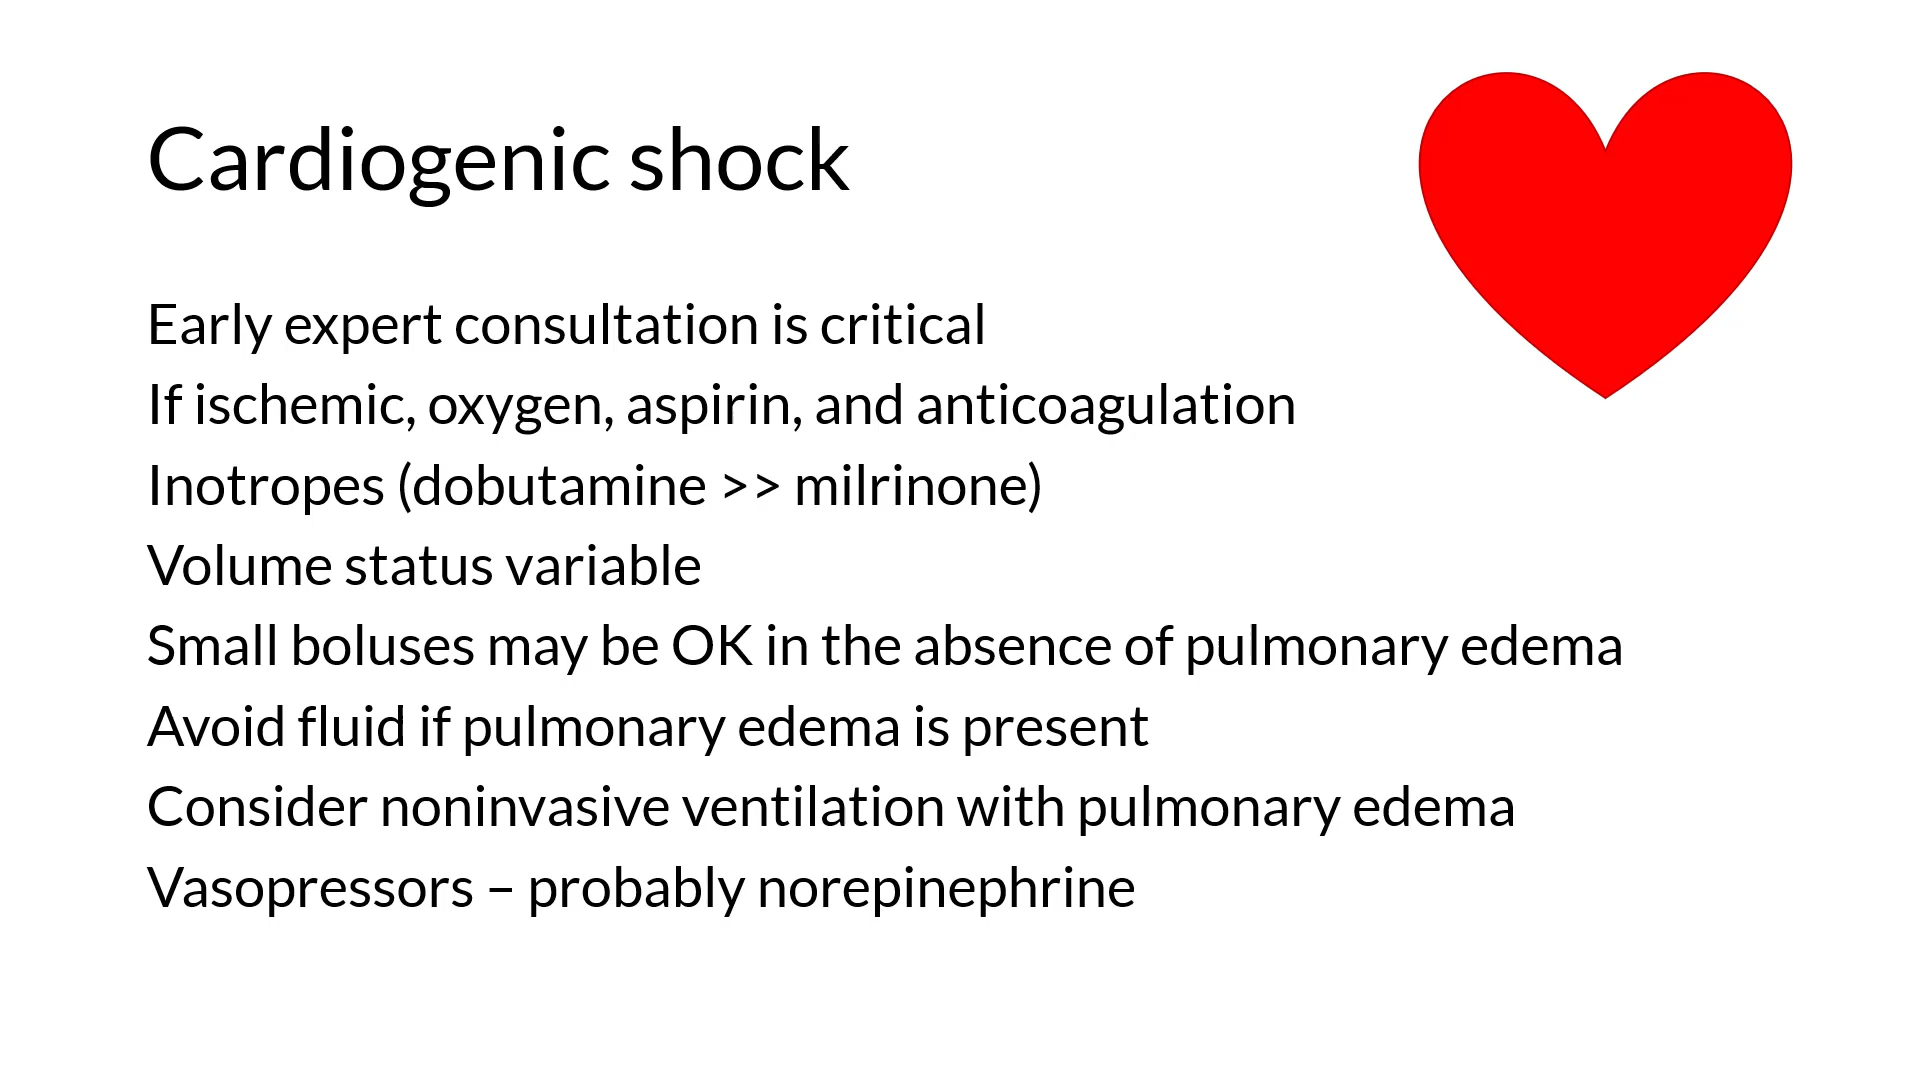 Cardiogenic shock
Early expert consultation is critical
If ischemic, oxygen, aspirin, and anticoagulation
Inotropes (dobutamine >> milrinone)
Volume status variable
Small boluses may be OK in the absence of pulmonary edema
Avoid fluid if pulmonary edema is present
Consider noninvasive ventilation with pulmonary edema
Vasopressors – probably norepinephrine